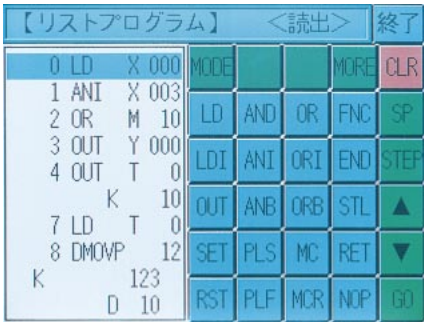 【リストプログラム】 <読出> 終了
0 LD X 000
1 ANI X 003
2 OR M 10
3 OUT Y 000
4 OUT T 0
K 10
7 LD T 0
8 DMOVP 12
K 123
D 10
MODE MORE CLR
LD AND OR FNC SP
LDI ANI ORI END STEP
OUT ANB ORB STL ▲
SET PLS MC RET ▼
RST PLF MCR NOP GO